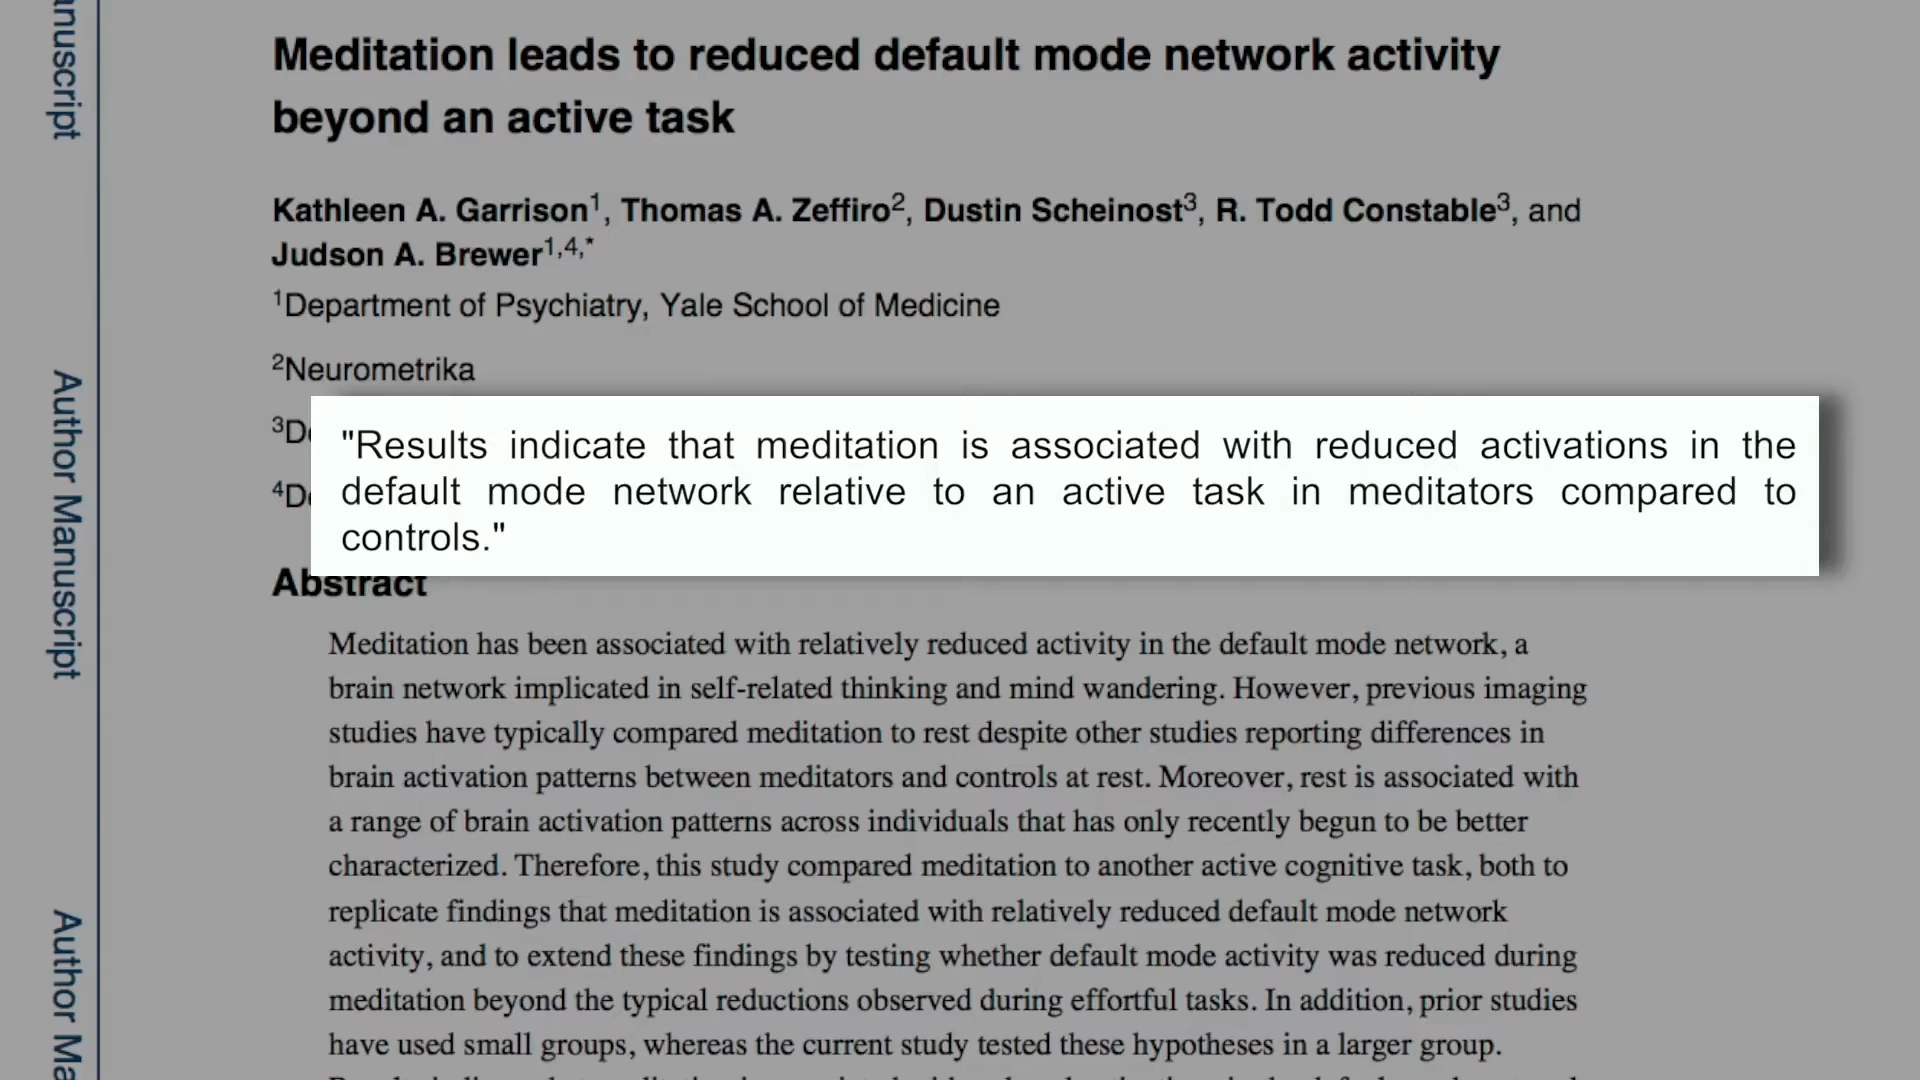 Meditation leads to reduced default mode network activity
beyond an active task
Kathleen A. Garrison1, Thomas A. Zeffiro2, Dustin Scheinost3, R. Todd Constable3, and
Judson A. Brewer1,4,*
1Department of Psychiatry, Yale School of Medicine
2Neurometrika
"Results indicate that meditation is associated with reduced activations in the
default mode network relative to an active task in meditators compared to
controls."
Abstract
Meditation has been associated with relatively reduced activity in the default mode network, a
brain network implicated in self-related thinking and mind wandering. However, previous imaging
studies have typically compared meditation to rest despite other studies reporting differences in
brain activation patterns between meditators and controls at rest. Moreover, rest is associated with
a range of brain activation patterns across individuals that has only recently begun to be better
characterized. Therefore, this study compared meditation to another active cognitive task, both to
replicate findings that meditation is associated with relatively reduced default mode network
activity, and to extend these findings by testing whether default mode activity was reduced during
meditation beyond the typical reductions observed during effortful tasks. In addition, prior studies
have used small groups, whereas the current study tested these hypotheses in a larger group.
anuscript
Author Manuscript
Author Ma